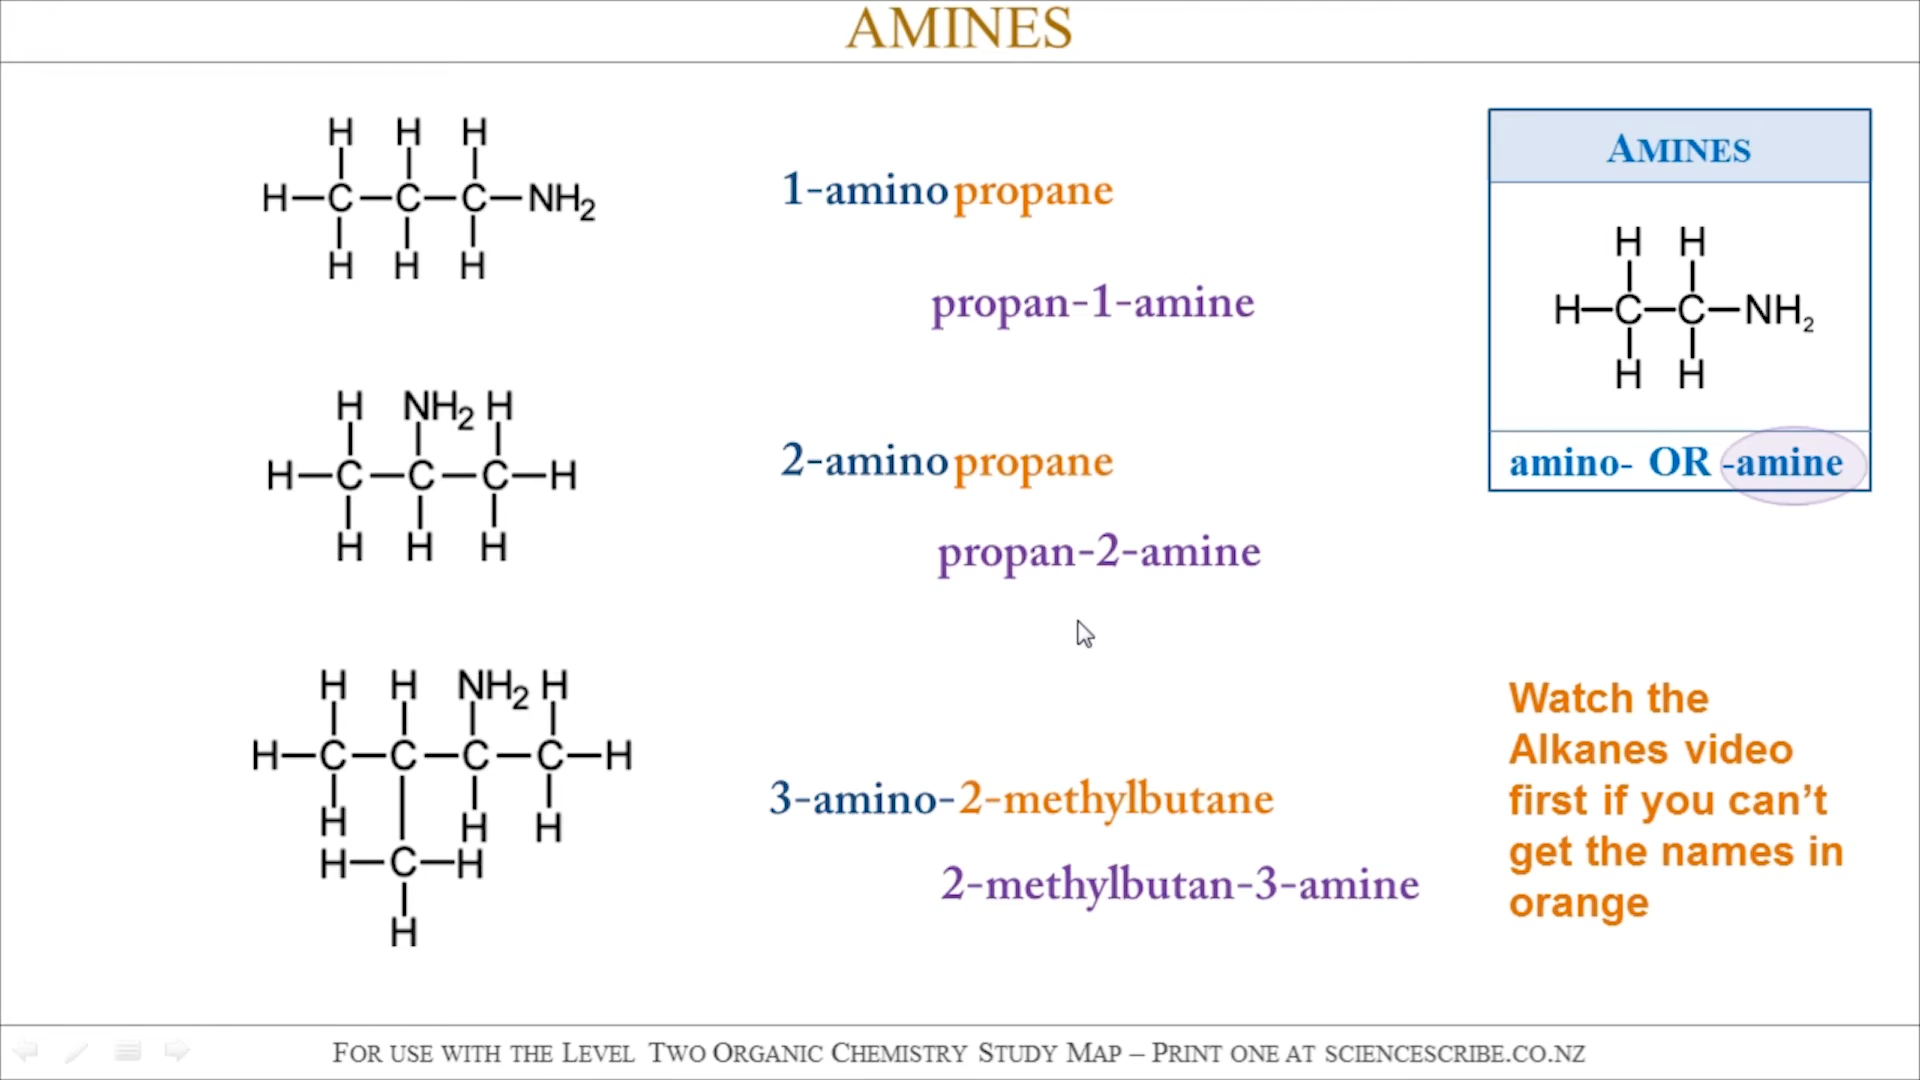 AMINES
H H H
H–C–C–C–NH₂
H H H
1-aminopropane
propan-1-amine
H NH₂ H
H–C–C–C–H
H H H
2-aminopropane
propan-2-amine
H H NH₂ H
H–C–C–C–C–H
H H H
H–C–H
H
3-amino-2-methylbutane
2-methylbutan-3-amine
AMINES
H H
H–C–C–NH₂
H H
amino- OR -amine
Watch the
Alkanes video
first if you can't
get the names in
orange
FOR USE WITH THE LEVEL TWO ORGANIC CHEMISTRY STUDY MAP – PRINT ONE AT SCIENCESCRIBE.CO.NZ